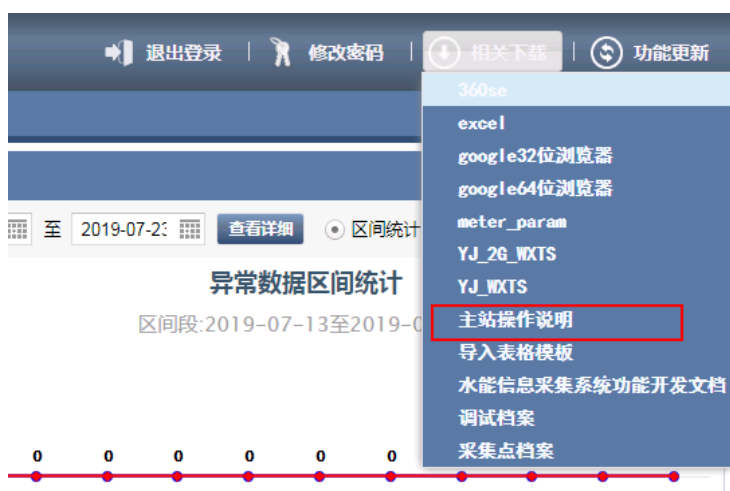 退出登录 修改密码 相关下载 功能更新
360se
excel
google32位浏览器
google64位浏览器
至 2019-07-23 查看详细 区间统计
meter_param
YJ_2G_WXTS
异常数据区间统计
YJ_WXTS
区间段:2019-07-13至2019-0
主站操作说明
导入表格模板
水能信息采集系统功能开发文档
调试档案
采集点档案
0 0 0 0 0 0